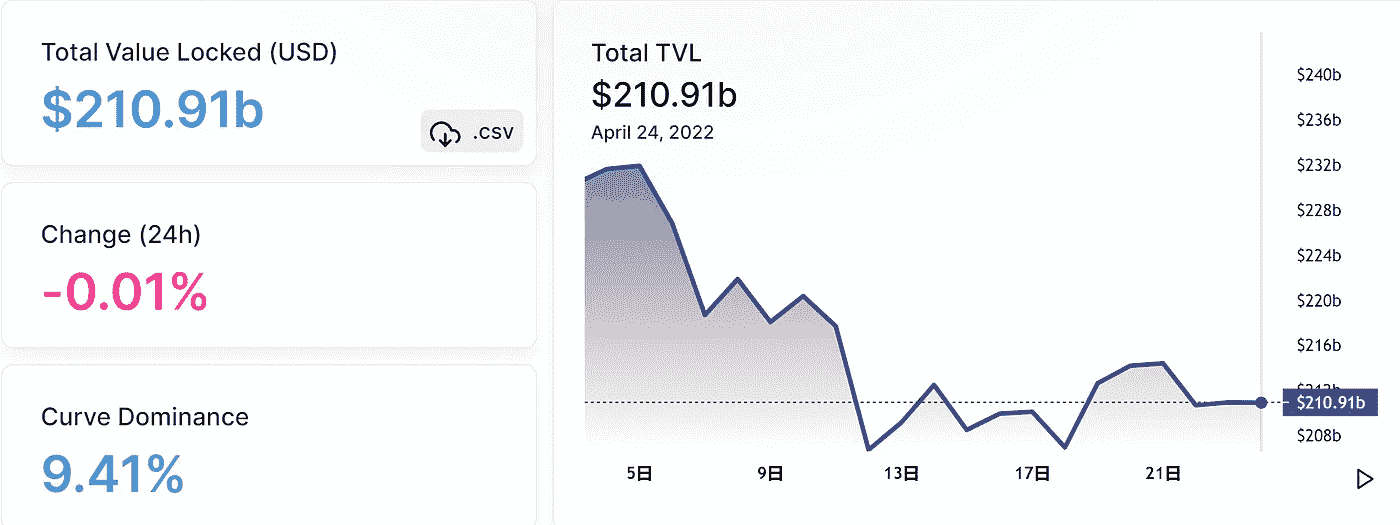 Total Value Locked (USD)
$210.91b
.csv
Change (24h)
-0.01%
Curve Dominance
9.41%
Total TVL
$210.91b
April 24, 2022
$240b
$236b
$232b
$228b
$224b
$220b
$216b
$210.91b
$208b
5日 9日 13日 17日 21日